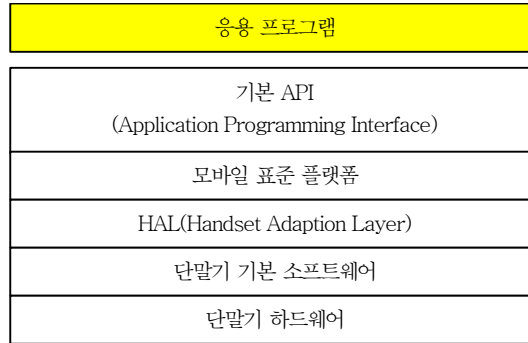 응용 프로그램
기본 API
(Application Programming Interface)
모바일 표준 플랫폼
HAL(Handset Adaption Layer)
단말기 기본 소프트웨어
단말기 하드웨어